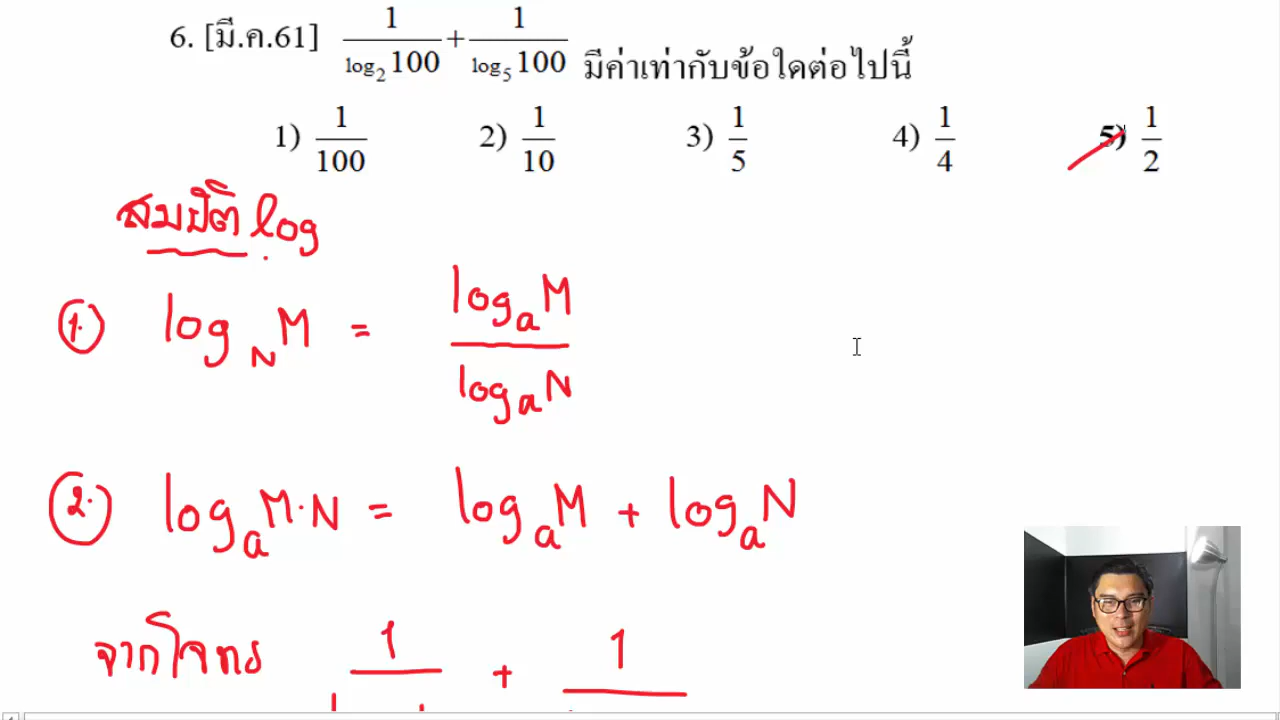 6. [มี.ค.61] 1/log₂100 + 1/log₅100 มีค่าเท่ากับข้อใดต่อไปนี้
1) 1/100 2) 1/10 3) 1/5 4) 1/4 5) 1/2
สมบัติ log
1. log_N M = log_a M / log_a N
2. log_a M·N = log_a M + log_a N
จากโจทย์ 1 + 1